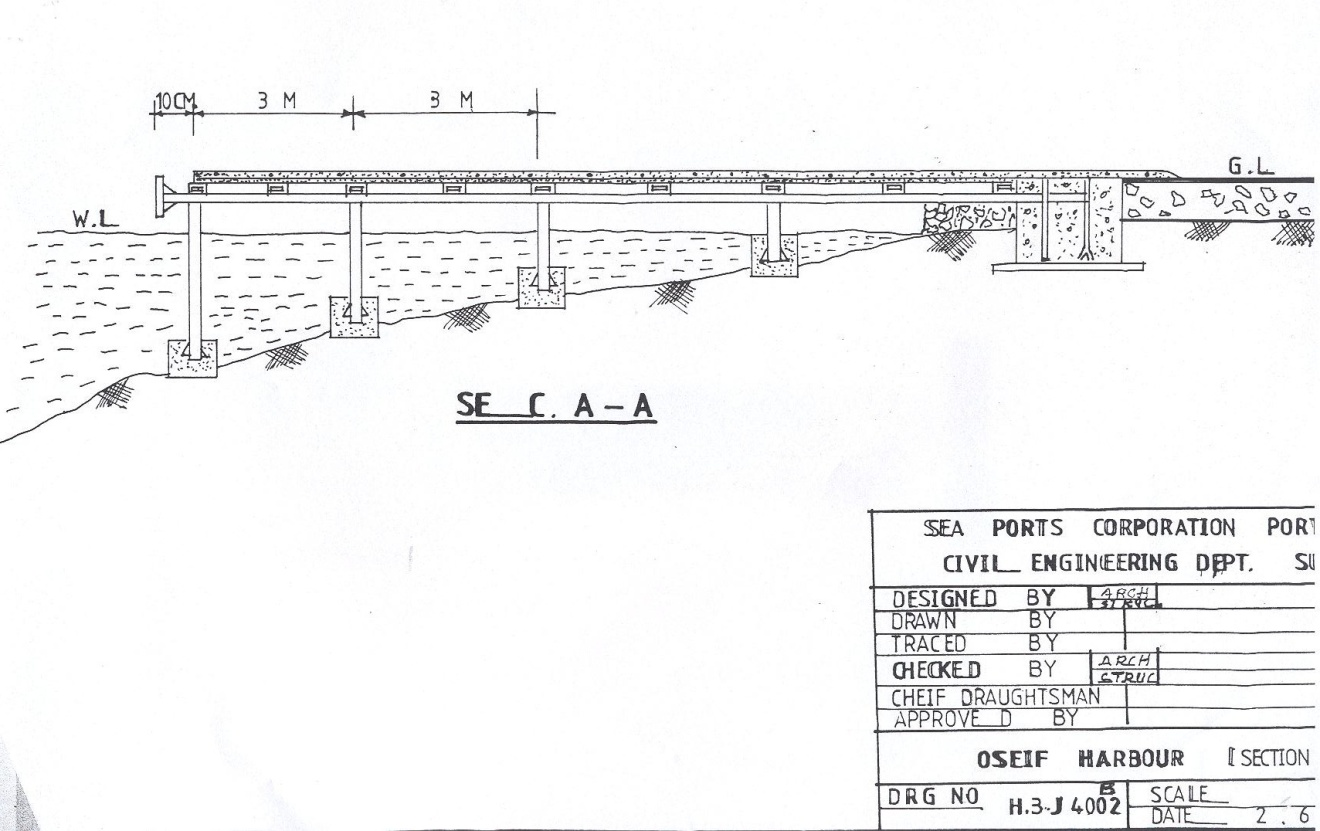 10CM 3 M 3 M
G.L
W.L
SEC. A-A
SEA PORTS CORPORATION
CIVIL ENGINEERING DEPT.
DESIGNED BY ARCH
STRUC
DRAWN BY
TRACED BY
CHECKED BY ARCH
STRUC
CHEIF DRAUGHTSMAN
APPROVED BY
OSEIF HARBOUR [SECTION
DRG NO H.3-J4002 B SCALE
DATE 2.6